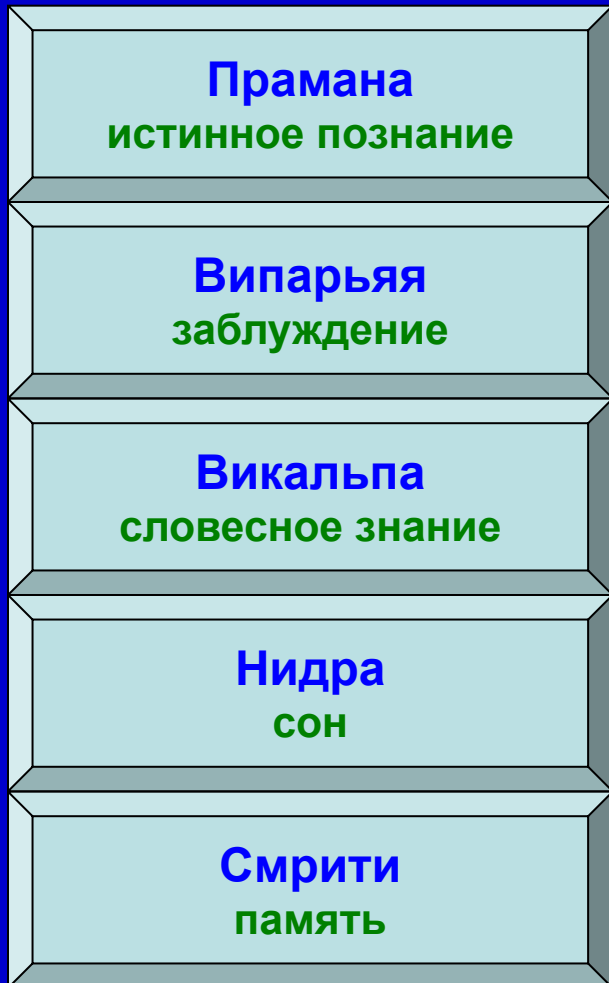 Прамана
истинное познание
Випарьяя
заблуждение
Викальпа
словесное знание
Нидра
сон
Смрити
память